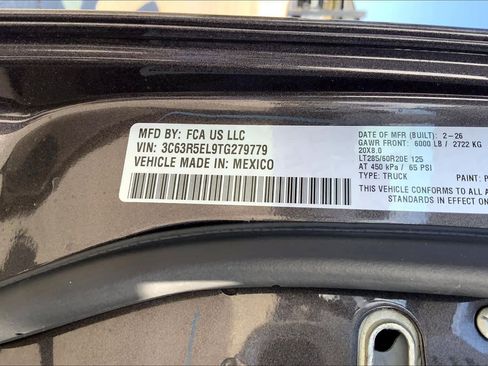 MFD BY: FCA US LLC
VIN: 3C63R5EL9TG279779
VEHICLE MADE IN: MEXICO
DATE OF MFR (BUILT): 2-26
GAWR FRONT: 6000 LB / 2722 KG
20X8.0
LT285/60R20E 125
AT 450 kPa / 65 PSI
TYPE: TRUCK PAINT: P
THIS VEHICLE CONFORMS TO ALL A
STANDARDS IN EFFECT ON